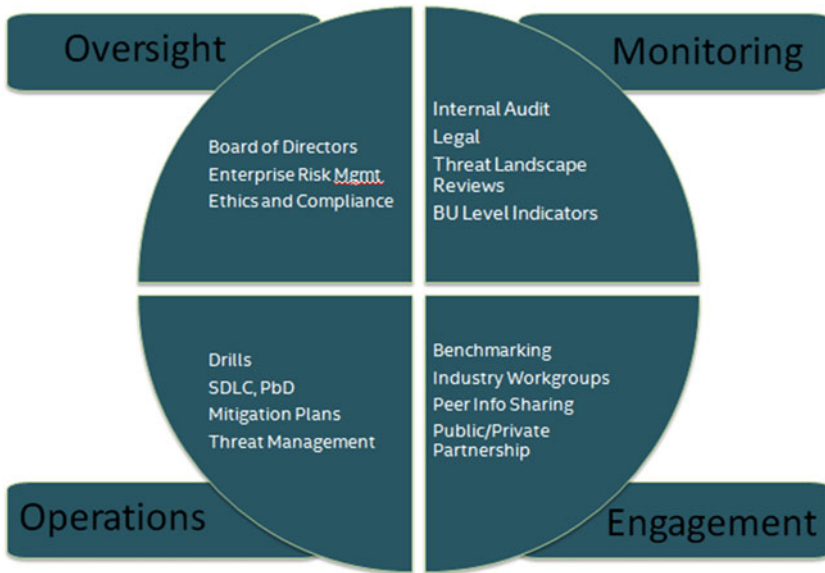 Oversight
Monitoring
Board of Directors
Enterprise Risk Mgmt
Ethics and Compliance
Internal Audit
Legal
Threat Landscape
Reviews
BU Level Indicators
Drills
SDLC, PbD
Mitigation Plans
Threat Management
Benchmarking
Industry Workgroups
Peer Info Sharing
Public/Private
Partnership
Operations
Engagement